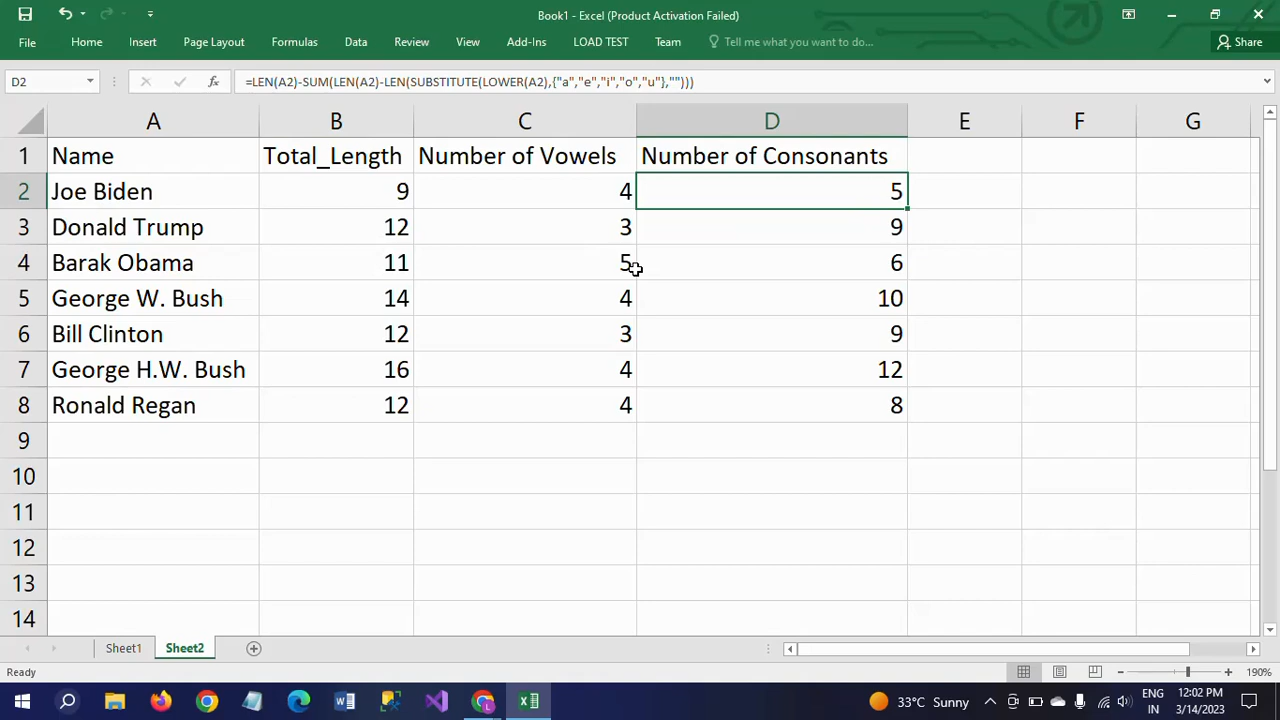 Book1 - Excel (Product Activation Failed)
File Home Insert Page Layout Formulas Data Review View Add-Ins LOAD TEST Team Tell me what you want to do... Share
D2 fx =LEN(A2)-SUM(LEN(A2)-LEN(SUBSTITUTE(LOWER(A2),{"a","e","i","o","u"},"")))
A B C D E F G
1 Name Total_Length Number of Vowels Number of Consonants
2 Joe Biden 9 4 5
3 Donald Trump 12 3 9
4 Barak Obama 11 5 6
5 George W. Bush 14 4 10
6 Bill Clinton 12 3 9
7 George H.W. Bush 16 4 12
8 Ronald Regan 12 4 8
9
10
11
12
13
14
Sheet1 Sheet2
Ready 190%
33°C Sunny ENG 12:02 PM
IN 3/14/2023